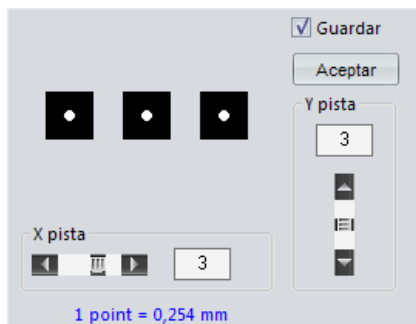 Guardar
Aceptar
Y pista
3
X pista
3
1 point = 0,254 mm